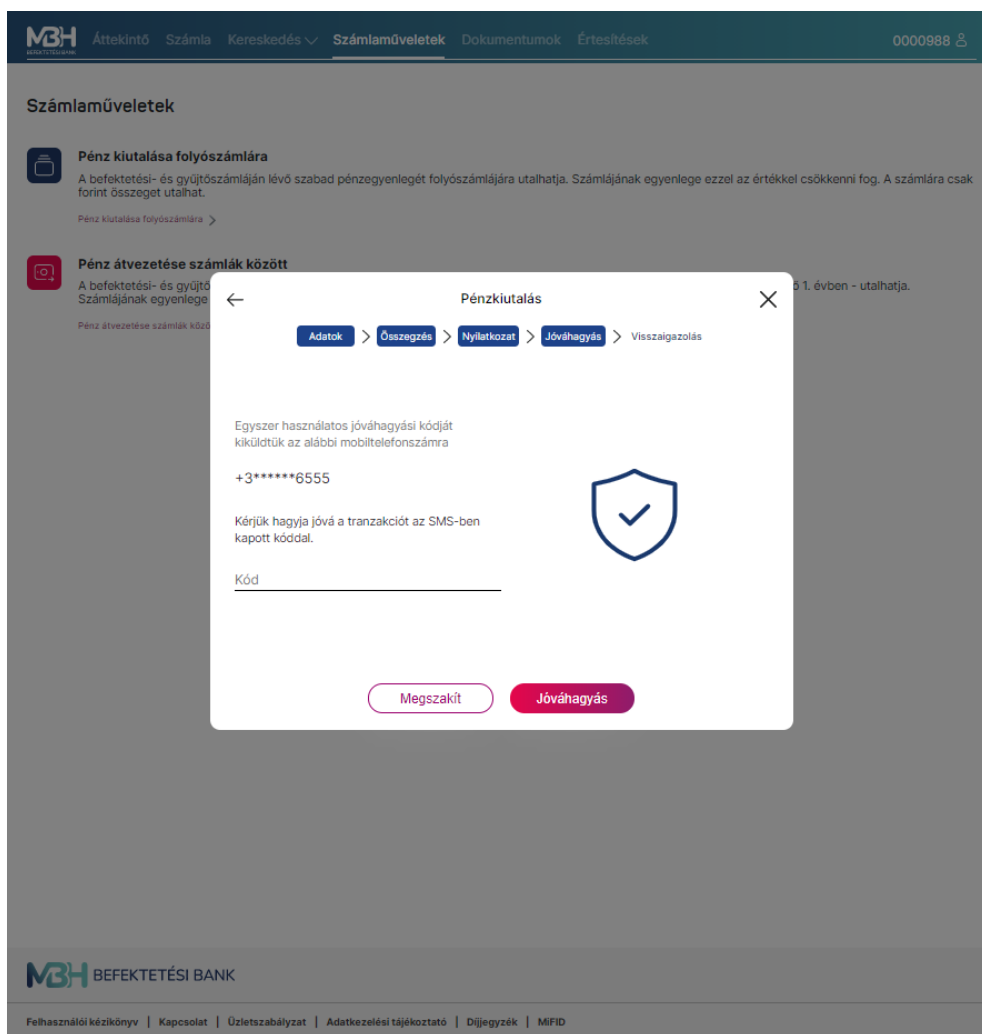 MBH Áttekintő Számla Kereskedés Számlaműveletek Dokumentumok Értesítések 0000988
BEFEKTETÉSI BANK
Számlaműveletek
Pénz kiutalása folyószámlára
A befektetési- és gyűjtőszámláján lévő szabad pénzegyenlegét folyószámlájára utalhatja. Számlájának egyenlege ezzel az értékkel csökkenni fog. A számlára csak
forint összeget utalhat.
Pénz kiutalása folyószámlára
Pénz átvezetése számlák között
A befektetési- és gyűjtő ó 1. évben - utalhatja.
Számlájának egyenlege
Pénz átvezetése számlák közö
Pénzkiutalás
Adatok > Összegzés > Nyilatkozat > Jóváhagyás > Visszaigazolás
Egyszer használatos jóváhagyási kódját
kiküldtük az alábbi mobiltelefonszámra
+3******6555
Kérjük hagyja jóvá a tranzakciót az SMS-ben
kapott kóddal.
Kód
Megszakít Jóváhagyás
MBH BEFEKTETÉSI BANK
Felhasználói kézikönyv | Kapcsolat | Üzletszabályzat | Adatkezelési tájékoztató | Díjjegyzék | MiFID